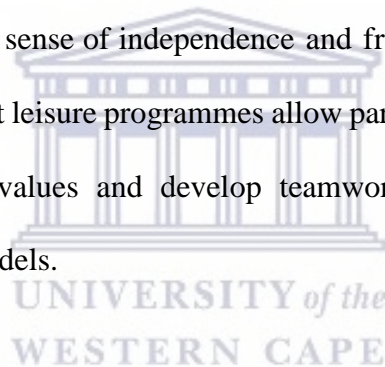 sense of independence and fr
t leisure programmes allow par
values and develop teamwor
dels.
UNIVERSITY of the
WESTERN CAPE